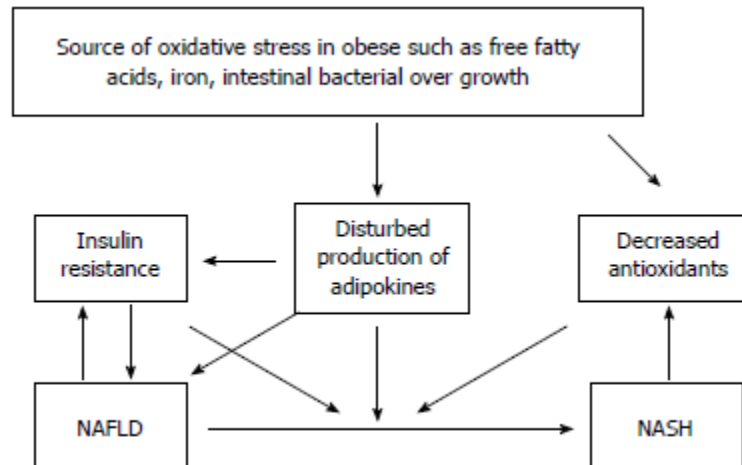 Source of oxidative stress in obese such as free fatty
acids, iron, intestinal bacterial over growth
Insulin
resistance
Disturbed
production of
adipokines
Decreased
antioxidants
NAFLD
NASH